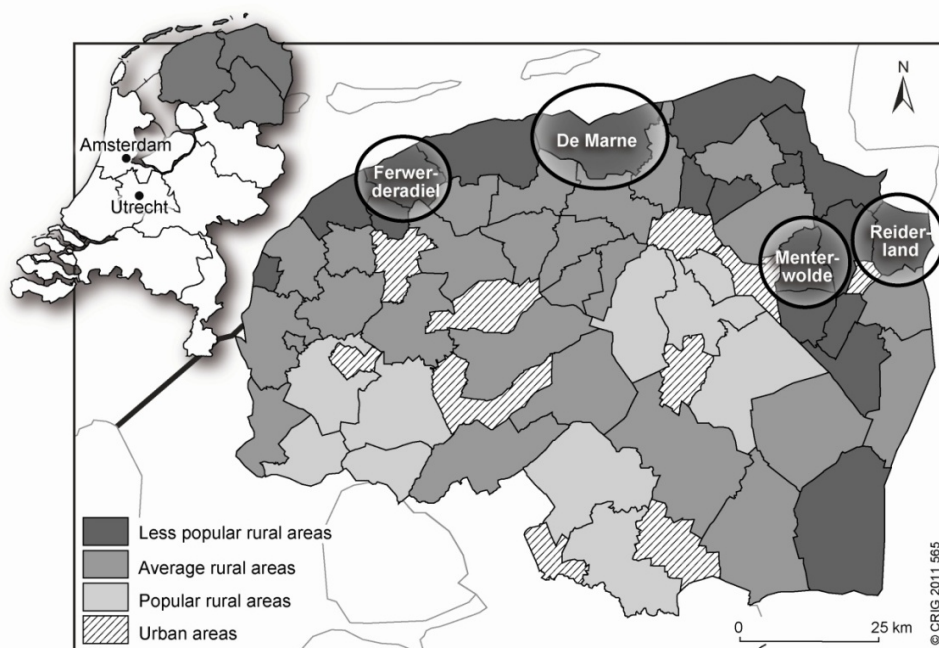 Amsterdam
Utrecht
N
De Marne
Ferwer-
deradiel
Reider-
land
Menter-
wolde
Less popular rural areas
Average rural areas
Popular rural areas
Urban areas
0 25 km
© CRIG 2011 565